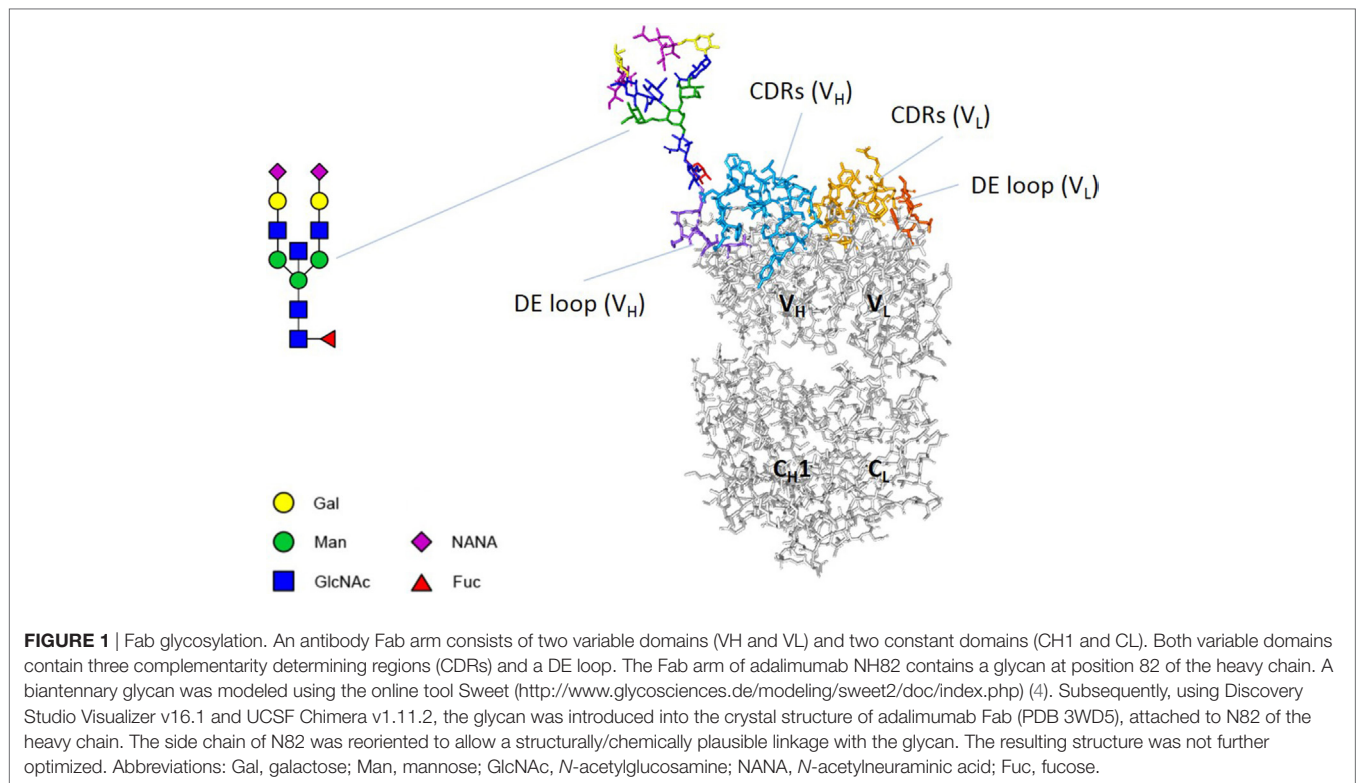 CDRs (VH)
CDRs (VL)
DE loop (VL)
DE loop (VH)
VH
VL
CH1
CL
Gal
Man
NANA
GlcNAc
Fuc
FIGURE 1 | Fab glycosylation. An antibody Fab arm consists of two variable domains (VH and VL) and two constant domains (CH1 and CL). Both variable domains
contain three complementarity determining regions (CDRs) and a DE loop. The Fab arm of adalimumab NH82 contains a glycan at position 82 of the heavy chain. A
biantennary glycan was modeled using the online tool Sweet (http://www.glycosciences.de/modeling/sweet2/doc/index.php) (4). Subsequently, using Discovery
Studio Visualizer v16.1 and UCSF Chimera v1.11.2, the glycan was introduced into the crystal structure of adalimumab Fab (PDB 3WD5), attached to N82 of the
heavy chain. The side chain of N82 was reoriented to allow a structurally/chemically plausible linkage with the glycan. The resulting structure was not further
optimized. Abbreviations: Gal, galactose; Man, mannose; GlcNAc, N-acetylglucosamine; NANA, N-acetylneuraminic acid; Fuc, fucose.